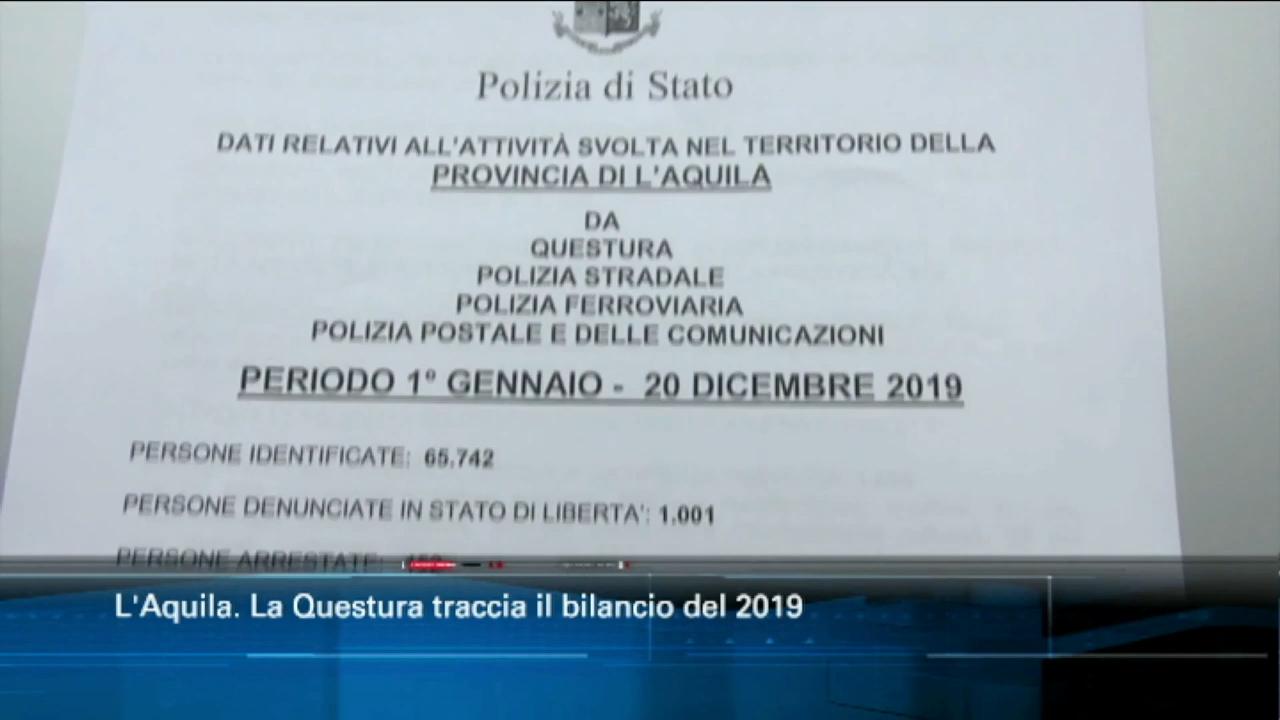 Polizia di Stato
DATI RELATIVI ALL'ATTIVITÀ SVOLTA NEL TERRITORIO DELLA
PROVINCIA DI L'AQUILA
DA
QUESTURA
POLIZIA STRADALE
POLIZIA FERROVIARIA
POLIZIA POSTALE E DELLE COMUNICAZIONI
PERIODO 1° GENNAIO - 20 DICEMBRE 2019
PERSONE IDENTIFICATE: 65.742
PERSONE DENUNCIATE IN STATO DI LIBERTA': 1.001
PERSONE ARRESTATE:
L'Aquila. La Questura traccia il bilancio del 2019